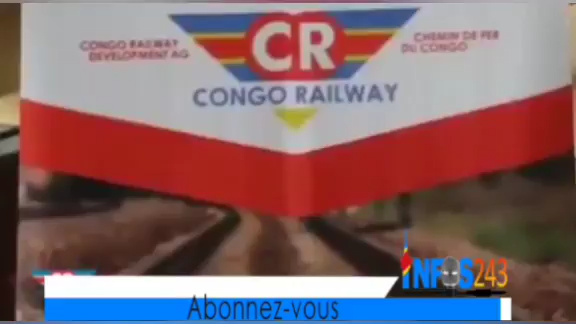 CONGO RAILWAY
DEVELOPMENT AG
CR
CHEMIN DE FER
DU CONGO
CONGO RAILWAY
INFOS243
Abonnez-vous